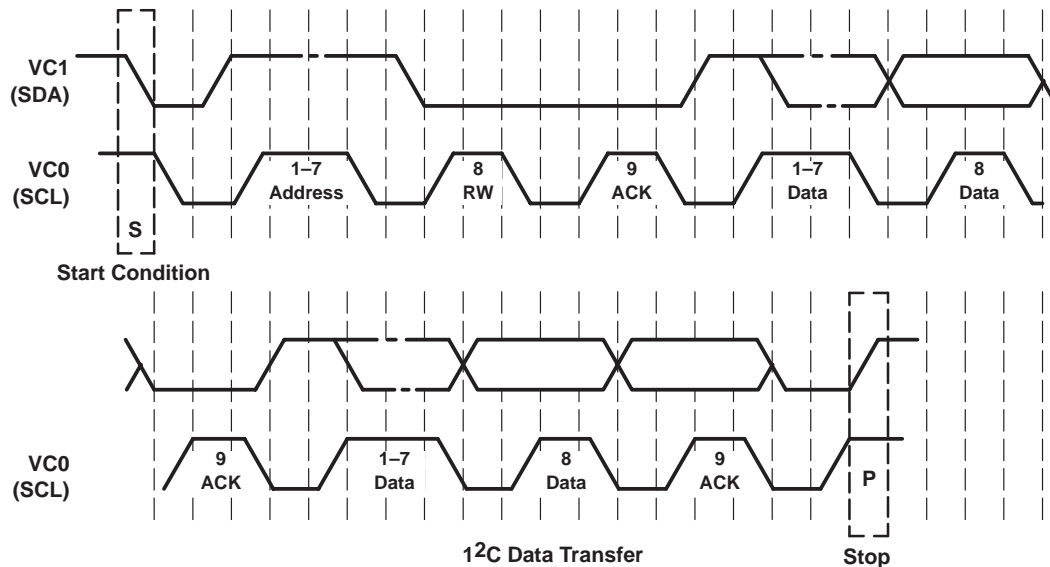 VC1
(SDA)
VC0
(SCL)
1–7
Address
8
RW
9
ACK
1–7
Data
8
Data
S
Start Condition
VC0
(SCL)
9
ACK
1–7
Data
8
Data
9
ACK
P
1²C Data Transfer
Stop